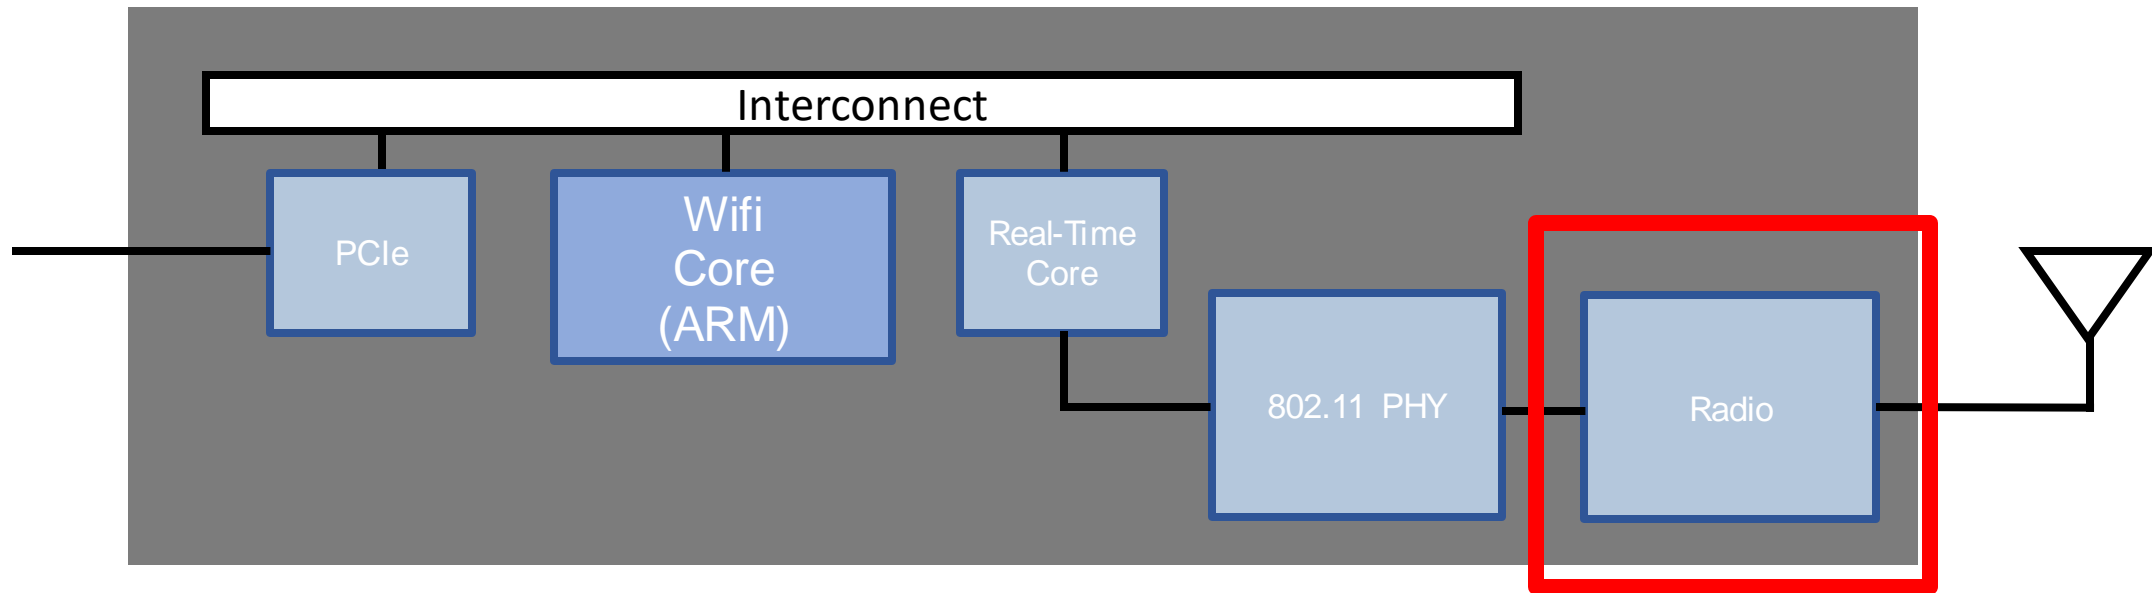 Interconnect
PCIe
Wifi
Core
(ARM)
Real-Time
Core
802.11 PHY
Radio